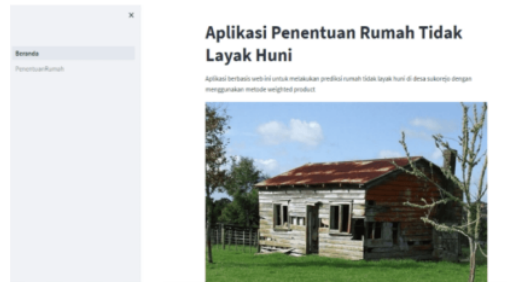 ×
Beranda
PenentuanRumah
Aplikasi Penentuan Rumah Tidak
Layak Huni
Aplikasi berbasis web ini untuk melakukan prediksi rumah tidak layak huni di desa sukorejo dengan
menggunakan metode weighted product